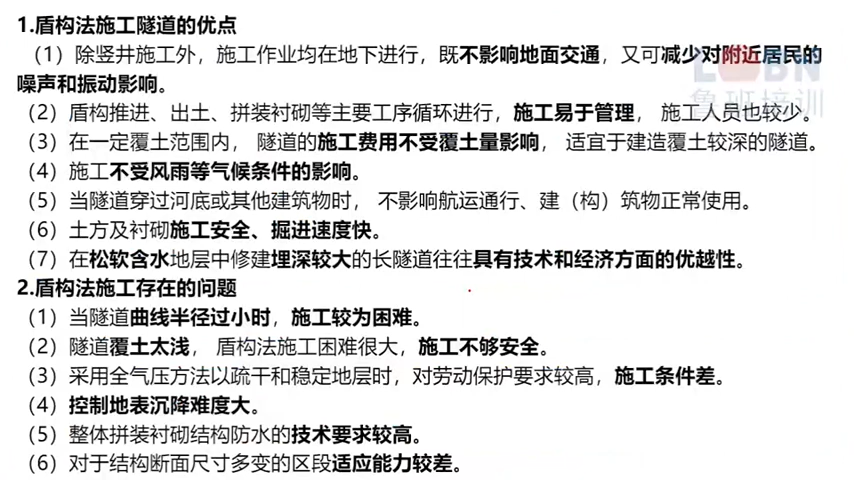 1.盾构法施工隧道的优点
（1）除竖井施工外，施工作业均在地下进行，既不影响地面交通，又可减少对附近居民的
噪声和振动影响。
（2）盾构推进、出土、拼装衬砌等主要工序循环进行，施工易于管理， 施工人员也较少。
（3）在一定覆土范围内， 隧道的施工费用不受覆土量影响， 适宜于建造覆土较深的隧道。
（4）施工不受风雨等气候条件的影响。
（5）当隧道穿过河底或其他建筑物时， 不影响航运通行、建（构）筑物正常使用。
（6）土方及衬砌施工安全、掘进速度快。
（7）在松软含水地层中修建埋深较大的长隧道往往具有技术和经济方面的优越性。
2.盾构法施工存在的问题
（1）当隧道曲线半径过小时，施工较为困难。
（2）隧道覆土太浅， 盾构法施工困难很大，施工不够安全。
（3）采用全气压方法以疏干和稳定地层时，对劳动保护要求较高，施工条件差。
（4）控制地表沉降难度大。
（5）整体拼装衬砌结构防水的技术要求较高。
（6）对于结构断面尺寸多变的区段适应能力较差。
鲁班培训